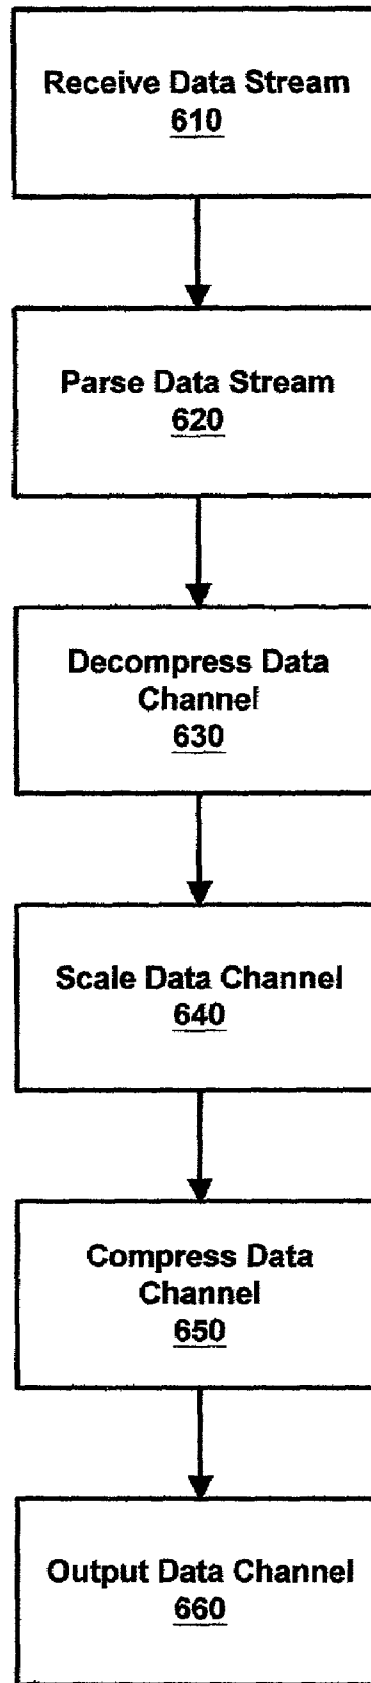 Receive Data Stream
610
Parse Data Stream
620
Decompress Data
Channel
630
Scale Data Channel
640
Compress Data
Channel
650
Output Data Channel
660